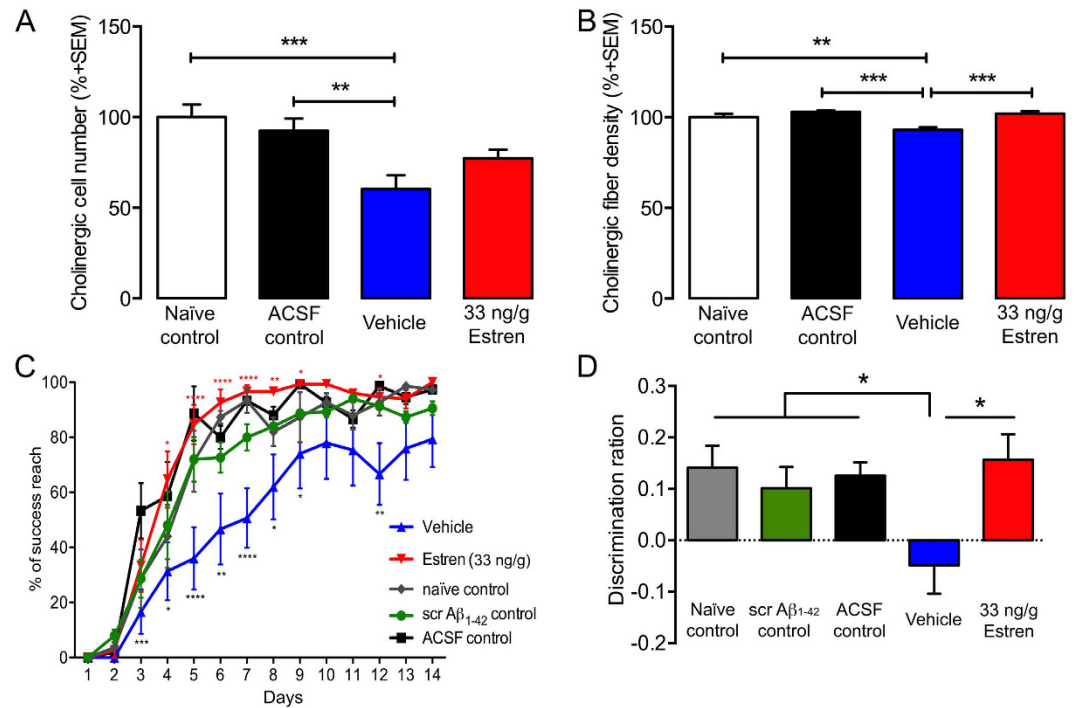 A
Cholinergic cell number (%+SEM)
150
100
50
0
***
**
Naïve control
ACSF control
Vehicle
33 ng/g Estren
B
Cholinergic fiber density (%+SEM)
150
100
50
0
**
***
***
Naïve control
ACSF control
Vehicle
33 ng/g Estren
C
% of success reach
100
80
60
40
20
0
*
****
****
****
**
*
*
***
*
****
**
****
*
*
**
Vehicle
Estren (33 ng/g)
naïve control
scr Aβ1-42 control
ACSF control
1 2 3 4 5 6 7 8 9 10 11 12 13 14
Days
D
Discrimination ration
0.3
0.2
0.1
0.0
-0.1
-0.2
*
*
Naïve control
scr Aβ1-42 control
ACSF control
Vehicle
33 ng/g Estren